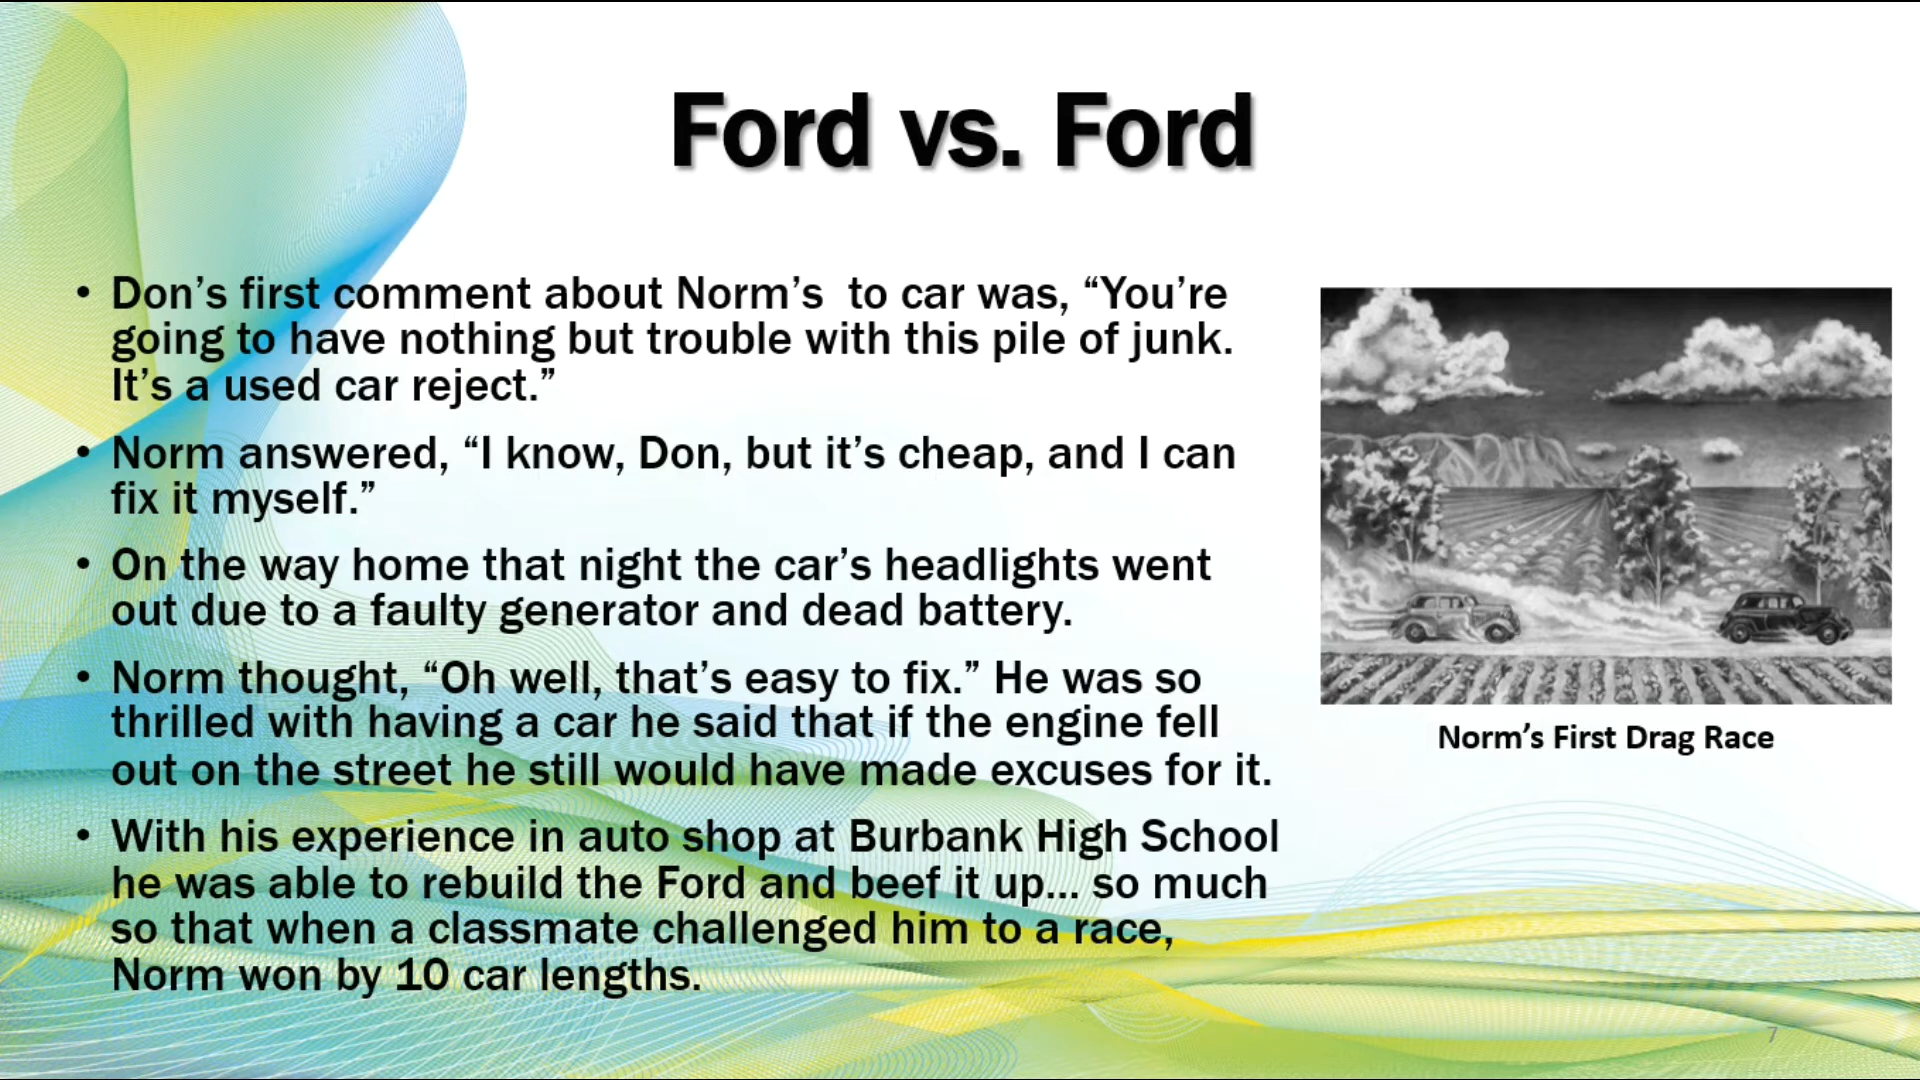 Ford vs. Ford
• Don’s first comment about Norm’s  to car was, “You’re
going to have nothing but trouble with this pile of junk.
It’s a used car reject.”
• Norm answered, “I know, Don, but it’s cheap, and I can
fix it myself.”
• On the way home that night the car’s headlights went
out due to a faulty generator and dead battery.
• Norm thought, “Oh well, that’s easy to fix.” He was so
thrilled with having a car he said that if the engine fell
out on the street he still would have made excuses for it.
• With his experience in auto shop at Burbank High School
he was able to rebuild the Ford and beef it up... so much
so that when a classmate challenged him to a race,
Norm won by 10 car lengths.
Norm’s First Drag Race
7